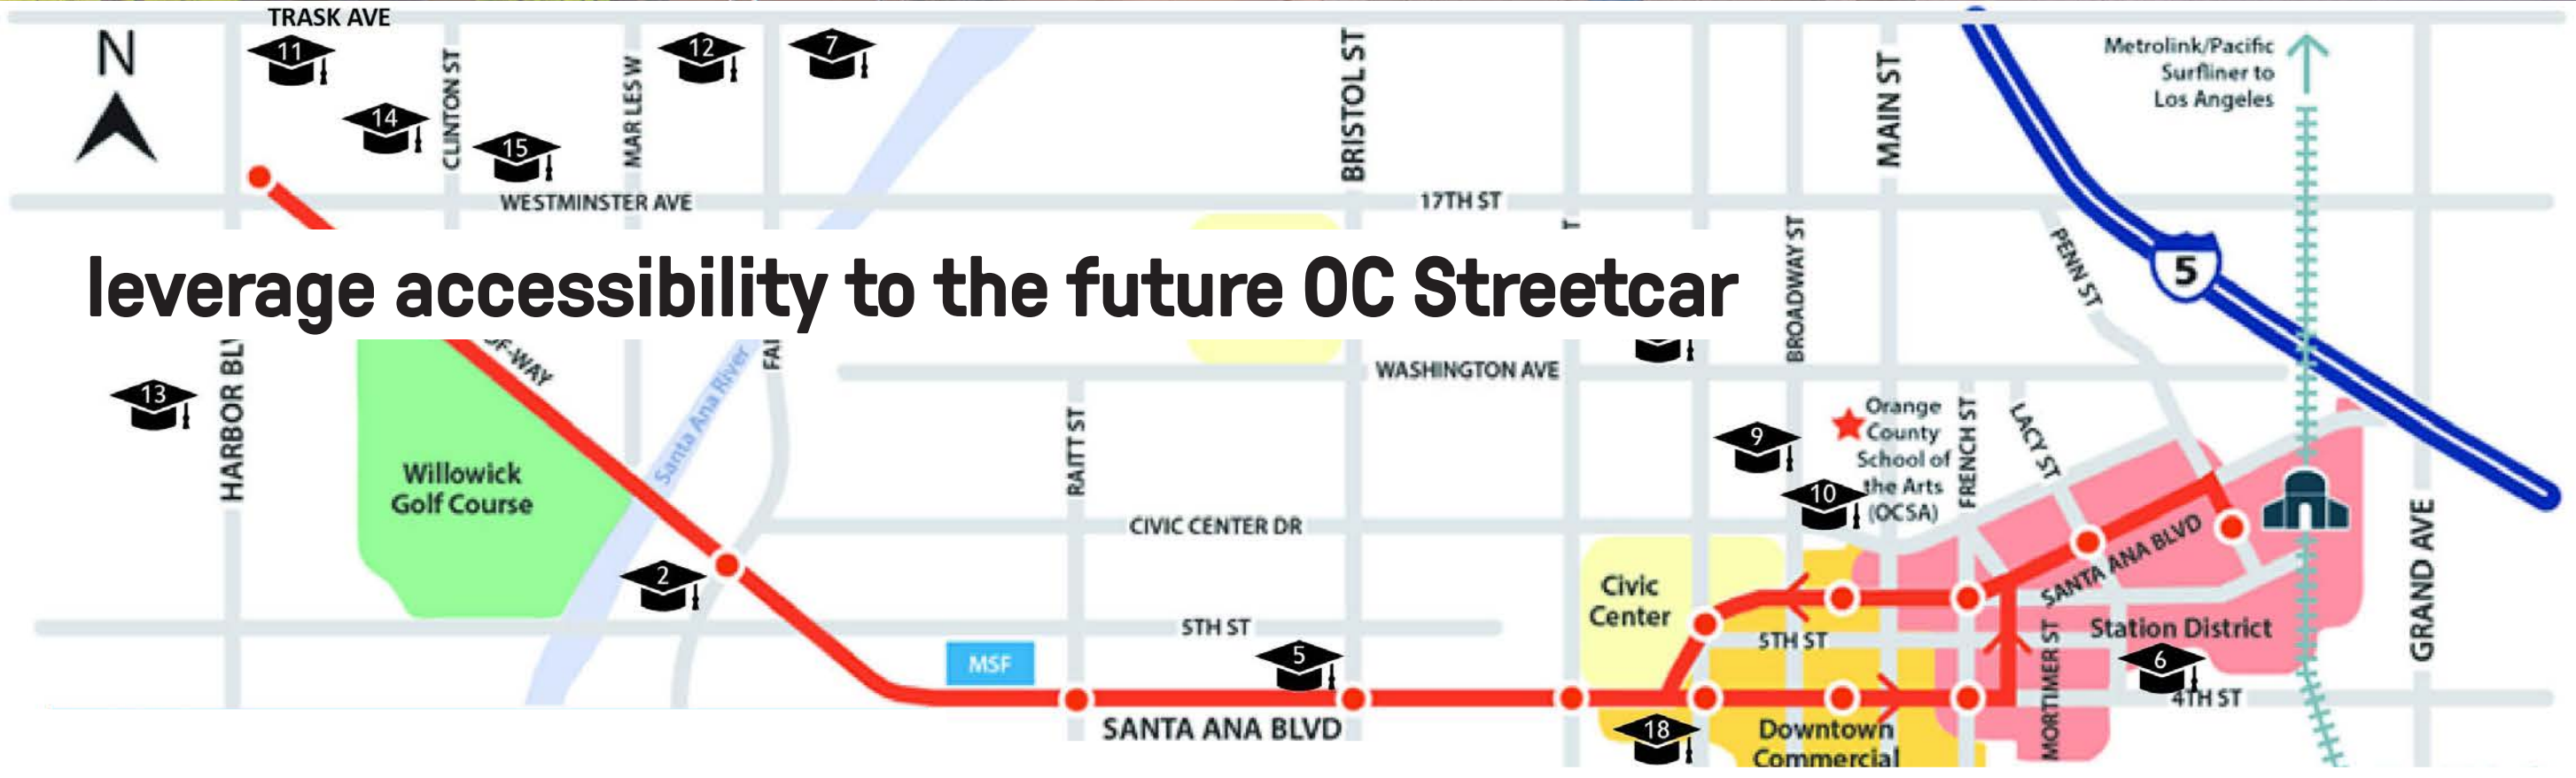 TRASK AVE
N
11
12
7
14
15
CLINTON ST
BRISTOL ST
MAIN ST
Metrolink/Pacific
Surfliner to
Los Angeles
WESTMINSTER AVE
17TH ST
BROADWAY ST
PENN ST
5
leverage accessibility to the future OC Streetcar
HARBOR BLV
OF-WAY
Santa Ana River
FAI
WASHINGTON AVE
13
Willowick
Golf Course
RAITT ST
9
10
Orange
County
School of
the Arts
(OCSA)
FRENCH ST
LACY ST
CIVIC CENTER DR
2
Civic
Center
SANTA ANA BLVD
GRAND AVE
5TH ST
5TH ST
Station District
MSF
5
6
MORTIMER ST
4TH ST
SANTA ANA BLVD
18
Downtown
Commercial